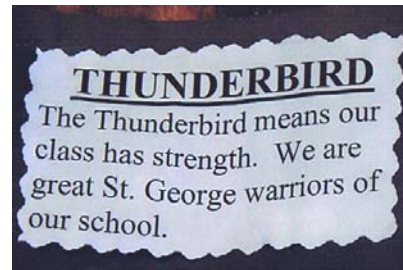 THUNDERBIRD
The Thunderbird means our
class has strength. We are
great St. George warriors of
our school.